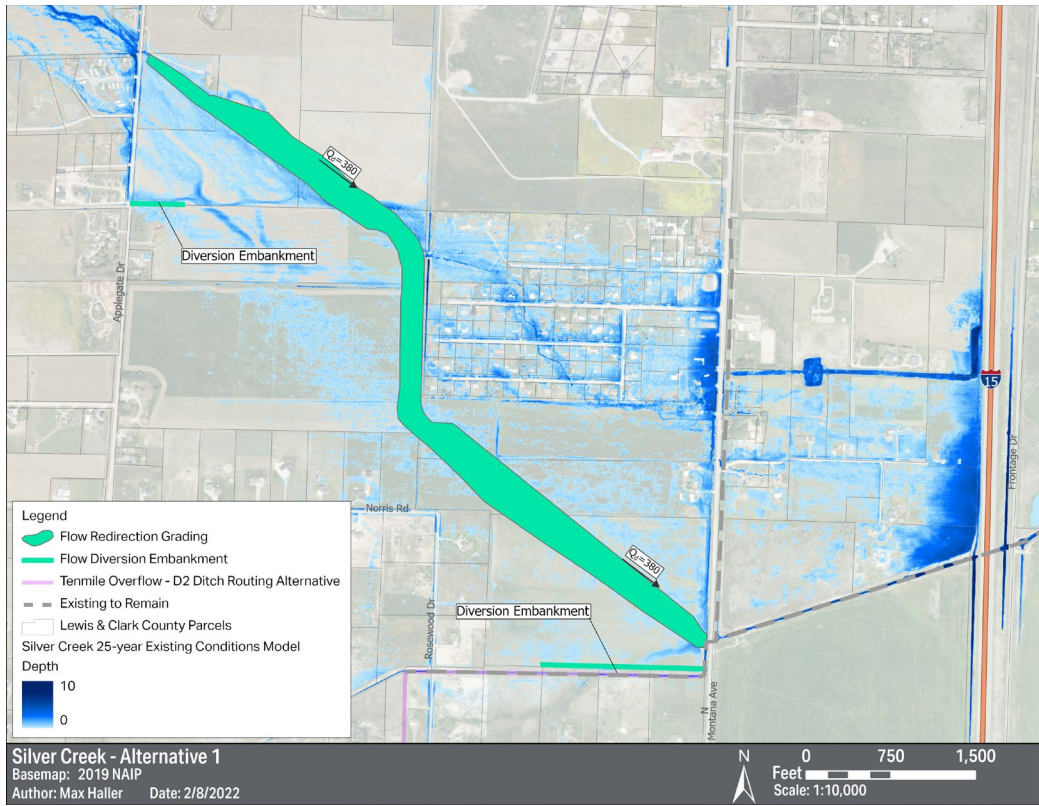 Qd=380
Diversion Embankment
Applegate Dr
15
Frontage Dr
Norris Rd
Qd=380
Rosewood Dr
Diversion Embankment
N
Montana Ave
Legend
Flow Redirection Grading
Flow Diversion Embankment
Tenmile Overflow - D2 Ditch Routing Alternative
Existing to Remain
Lewis & Clark County Parcels
Silver Creek 25-year Existing Conditions Model
Depth
10
0
Silver Creek - Alternative 1
Basemap: 2019 NAIP
Author: Max Haller Date: 2/8/2022
N
0 750 1,500
Feet
Scale: 1:10,000